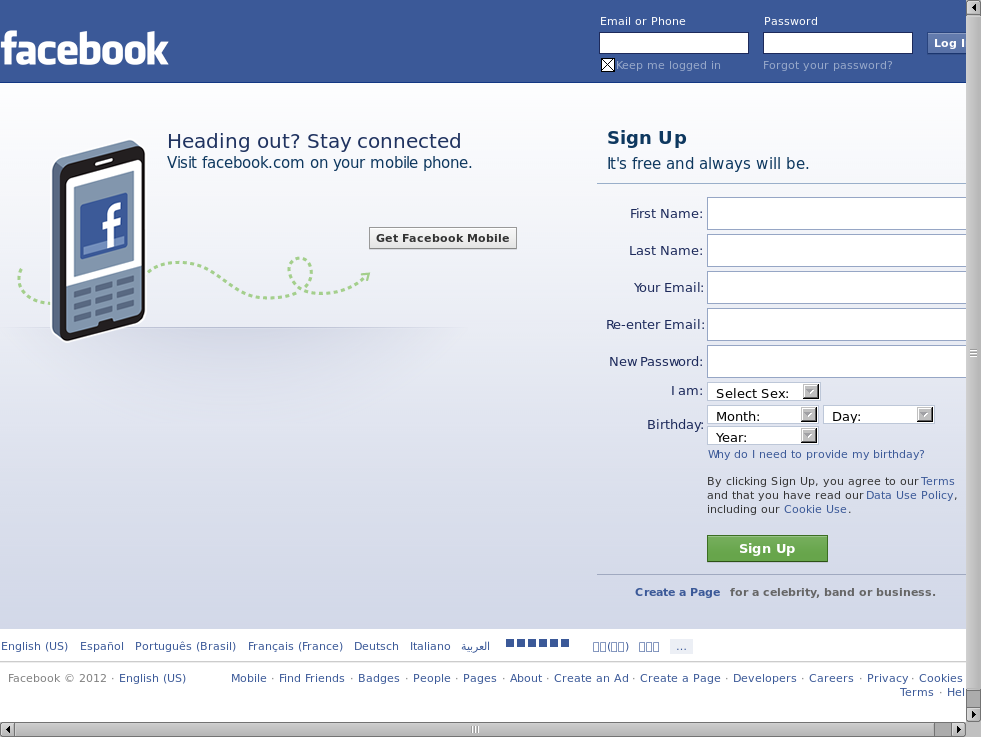 Email or Phone Password
facebook
Log I
Keep me logged in Forgot your password?
Heading out? Stay connected
Visit facebook.com on your mobile phone.
Get Facebook Mobile
f
Sign Up
It's free and always will be.
First Name:
Last Name:
Your Email:
Re-enter Email:
New Password:
I am: Select Sex:
Birthday: Month: Day:
Year:
Why do I need to provide my birthday?
By clicking Sign Up, you agree to our Terms
and that you have read our Data Use Policy,
including our Cookie Use.
Sign Up
Create a Page for a celebrity, band or business.
English (US) Español Português (Brasil) Français (France) Deutsch Italiano العربية ...
Facebook © 2012 · English (US) Mobile · Find Friends · Badges · People · Pages · About · Create an Ad · Create a Page · Developers · Careers · Privacy · Cookies
Terms · Hel